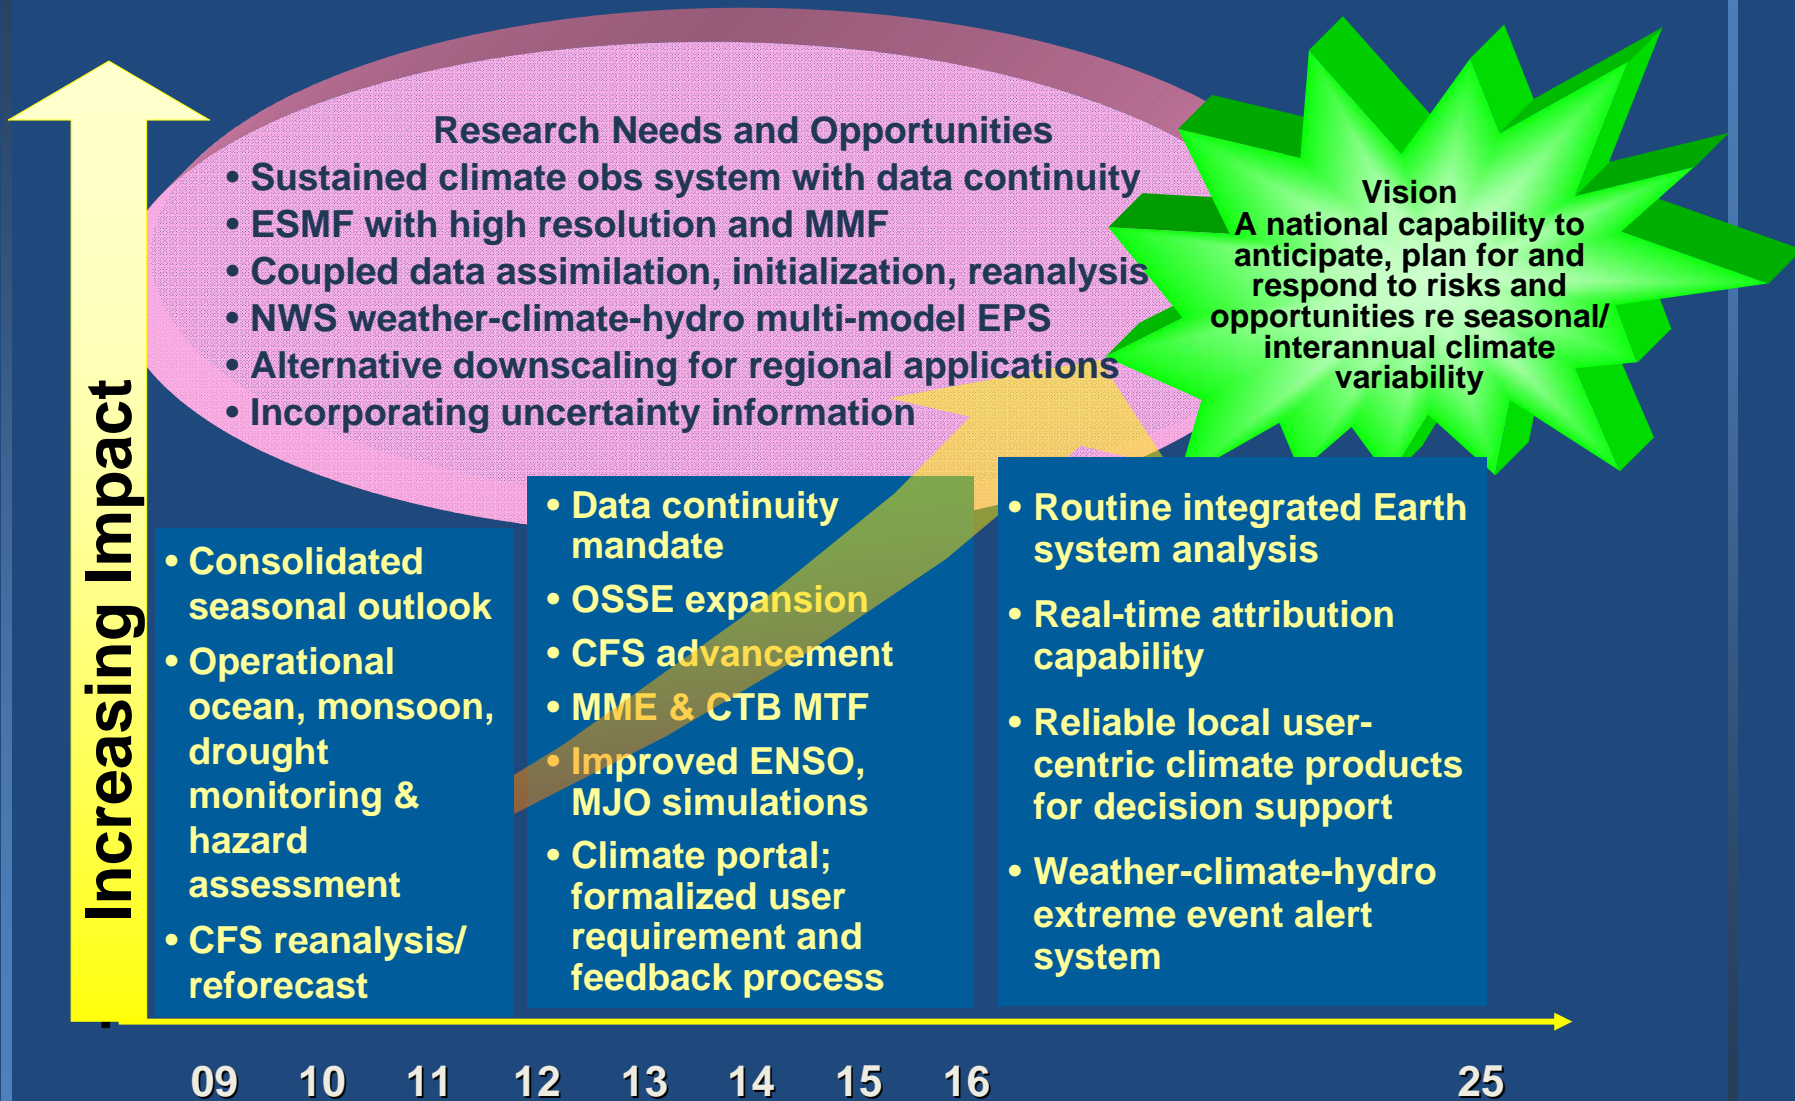 Research Needs and Opportunities
• Sustained climate obs system with data continuity
• ESMF with high resolution and MMF
• Coupled data assimilation, initialization, reanalysis
• NWS weather-climate-hydro multi-model EPS
• Alternative downscaling for regional applications
• Incorporating uncertainty information
Vision
A national capability to
anticipate, plan for and
respond to risks and
opportunities re seasonal/
interannual climate
variability
Increasing Impact
• Consolidated
seasonal outlook
• Operational
ocean, monsoon,
drought
monitoring &
hazard
assessment
• CFS reanalysis/
reforecast
• Data continuity
mandate
• OSSE expansion
• CFS advancement
• MME & CTB MTF
• Improved ENSO,
MJO simulations
• Climate portal;
formalized user
requirement and
feedback process
• Routine integrated Earth
system analysis
• Real-time attribution
capability
• Reliable local user-
centric climate products
for decision support
• Weather-climate-hydro
extreme event alert
system
09 10 11 12 13 14 15 16 25